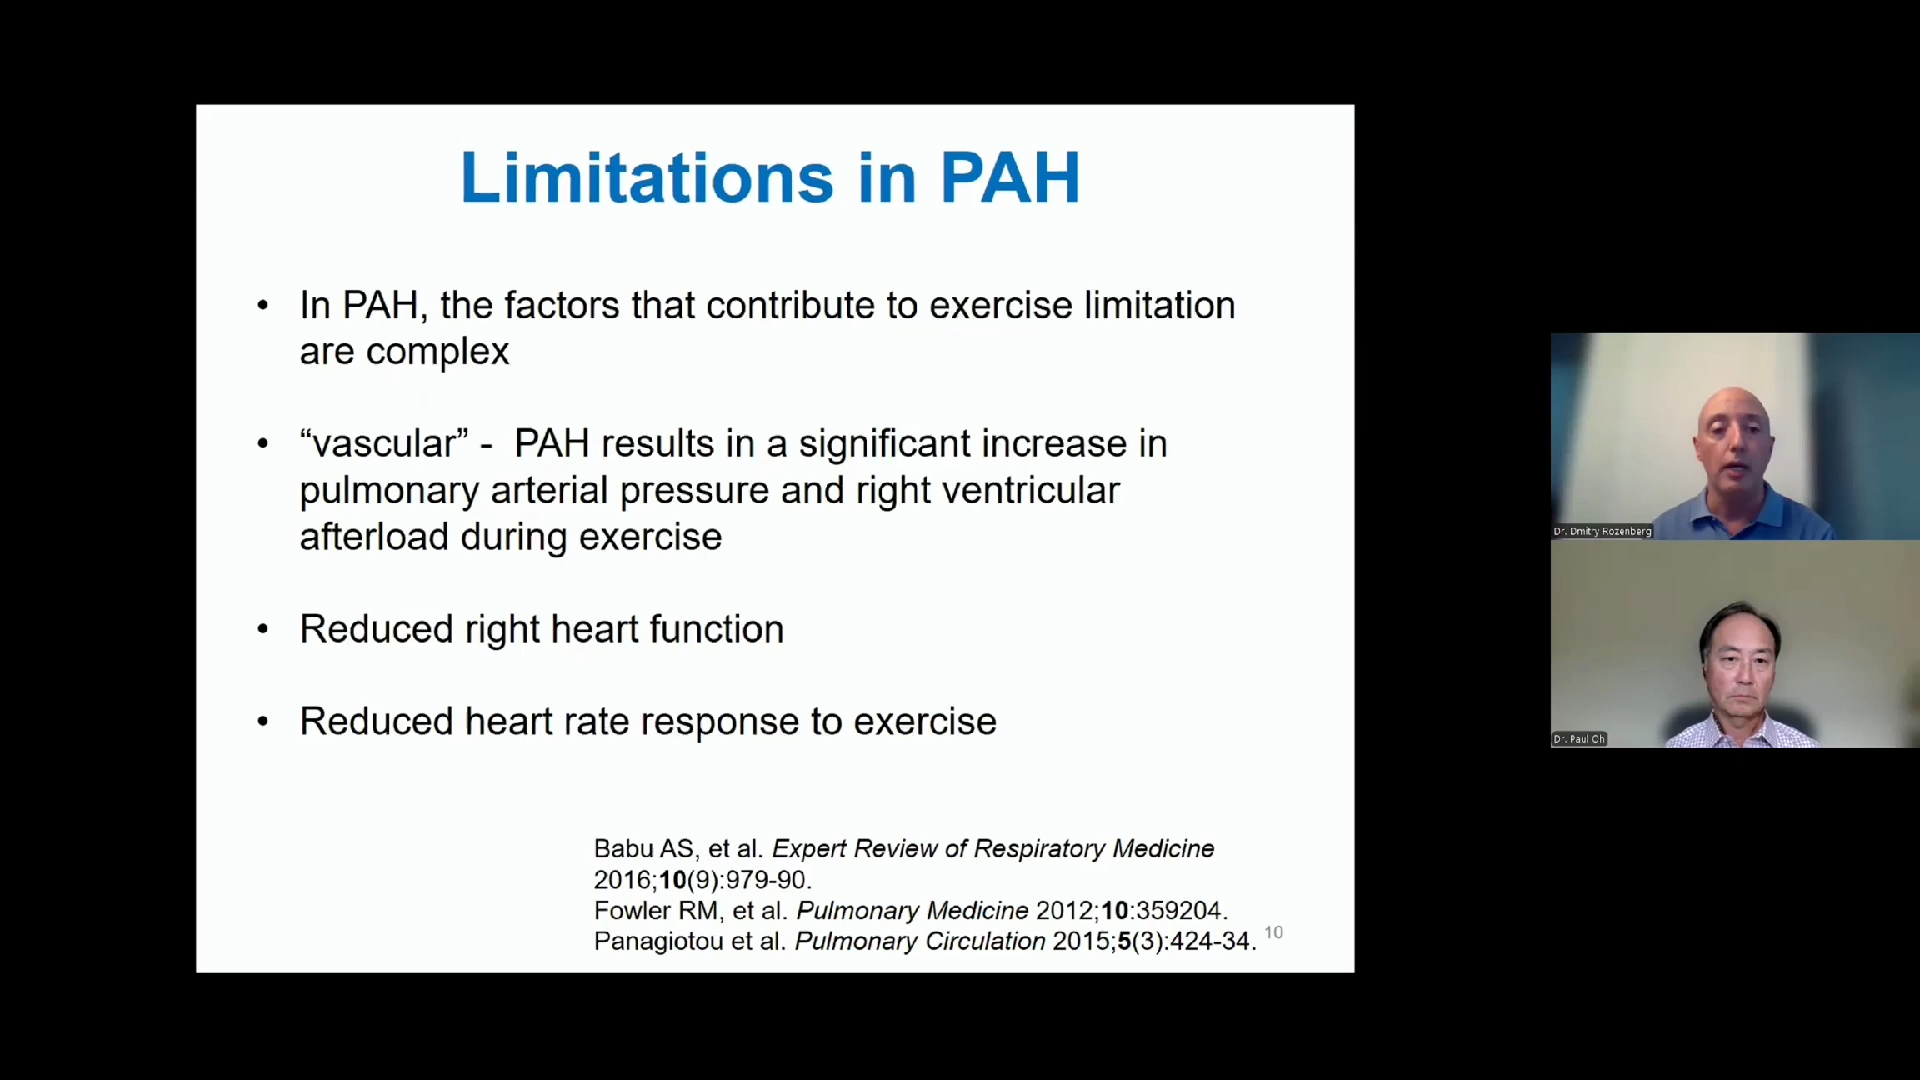 Limitations in PAH
• In PAH, the factors that contribute to exercise limitation
are complex
• “vascular” - PAH results in a significant increase in
pulmonary arterial pressure and right ventricular
afterload during exercise
• Reduced right heart function
• Reduced heart rate response to exercise
Babu AS, et al. Expert Review of Respiratory Medicine
2016;10(9):979-90.
Fowler RM, et al. Pulmonary Medicine 2012;10:359204.
Panagiotou et al. Pulmonary Circulation 2015;5(3):424-34.
10
Dr. Dmitry Rozenberg
Dr. Paul Oh